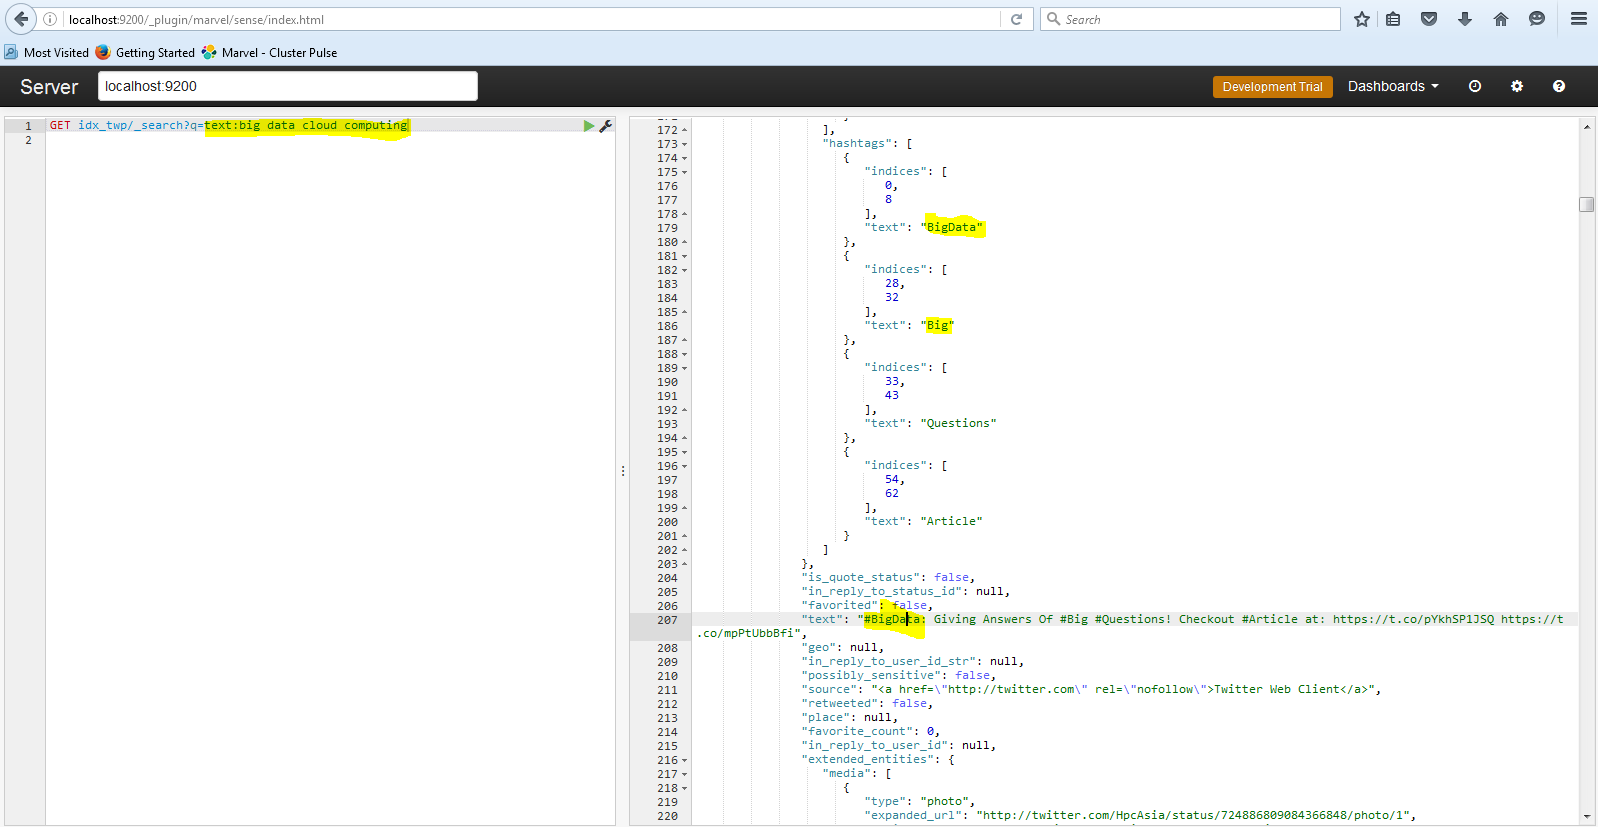 localhost:9200/_plugin/marvel/sense/index.html
Search
Most Visited Getting Started Marvel - Cluster Pulse
Server localhost:9200 Development Trial Dashboards
1 GET idx_twp/_search?q=text:big data cloud computing
2
172 ],
173 "hashtags": [
174 {
175 "indices": [
176 0,
177 8
178 ],
179 "text": "BigData"
180 },
181 {
182 "indices": [
183 28,
184 32
185 ],
186 "text": "Big"
187 },
188 {
189 "indices": [
190 33,
191 43
192 ],
193 "text": "Questions"
194 },
195 {
196 "indices": [
197 54,
198 62
199 ],
200 "text": "Article"
201 }
202 ]
203 },
204 "is_quote_status": false,
205 "in_reply_to_status_id": null,
206 "favorited": false,
207 "text": "#BigData: Giving Answers Of #Big #Questions! Checkout #Article at: https://t.co/pYkhSP1JSQ https://t
.co/mpPtUbbBfi",
208 "geo": null,
209 "in_reply_to_user_id_str": null,
210 "possibly_sensitive": false,
211 "source": "<a href=\"http://twitter.com\" rel=\"nofollow\">Twitter Web Client</a>",
212 "retweeted": false,
213 "place": null,
214 "favorite_count": 0,
215 "in_reply_to_user_id": null,
216 "extended_entities": {
217 "media": [
218 {
219 "type": "photo",
220 "expanded_url": "http://twitter.com/HpcAsia/status/724886809084366848/photo/1",